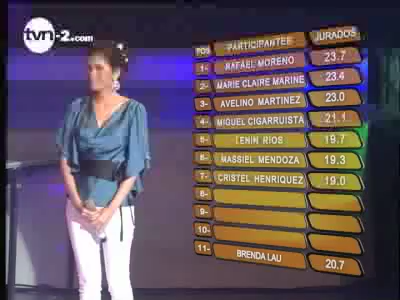 tvn-2.com
POS PARTICIPANTEE JURADOS
1- RAFAEL MORENO 23.7
2- MARIE CLAIRE MARINE 23.4
3- AVELINO MARTINEZ 23.0
4- MIGUEL CIGARRUISTA 21.1
5- LENIN RIOS 19.7
6- MASSIEL MENDOZA 19.3
7- CRISTEL HENRIQUEZ 19.0
8-
9-
10-
11- BRENDA LAU 20.7